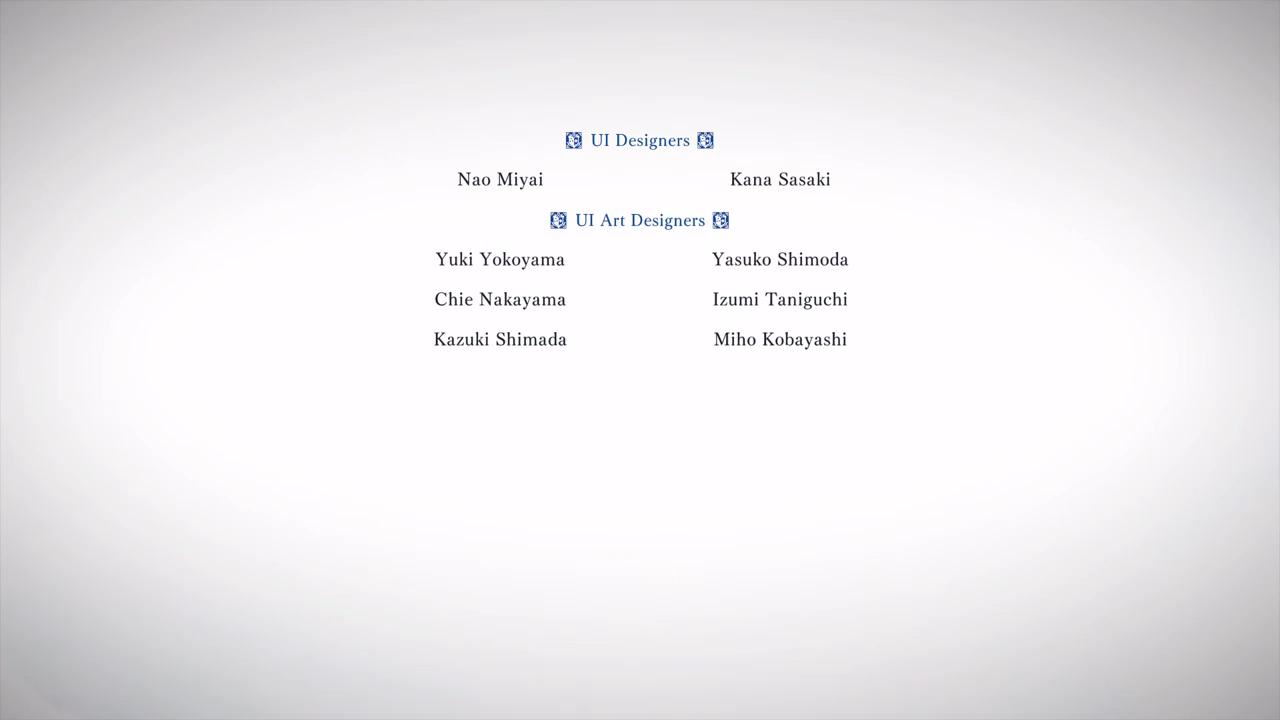 UI Designers
Nao Miyai Kana Sasaki
UI Art Designers
Yuki Yokoyama Yasuko Shimoda
Chie Nakayama Izumi Taniguchi
Kazuki Shimada Miho Kobayashi